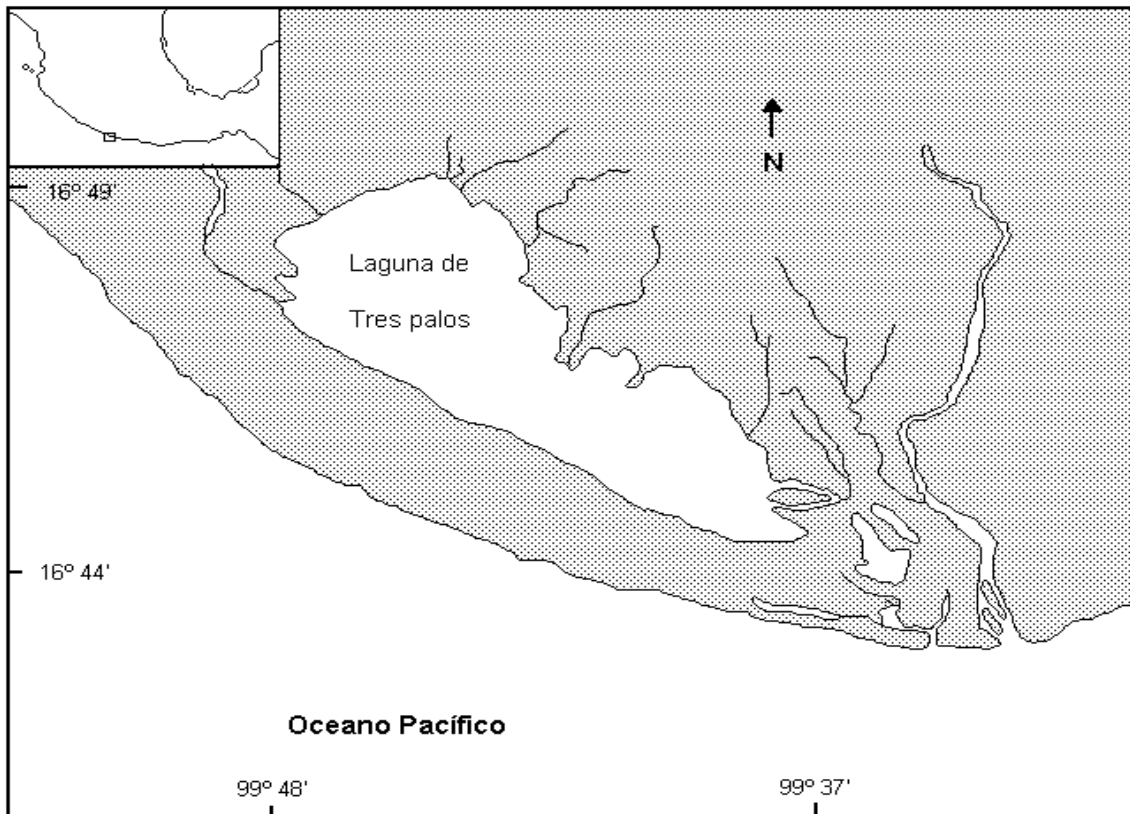 N
16º 49'
Laguna de
Tres palos
16º 44'
Oceano Pacífico
99º 48'
99º 37'